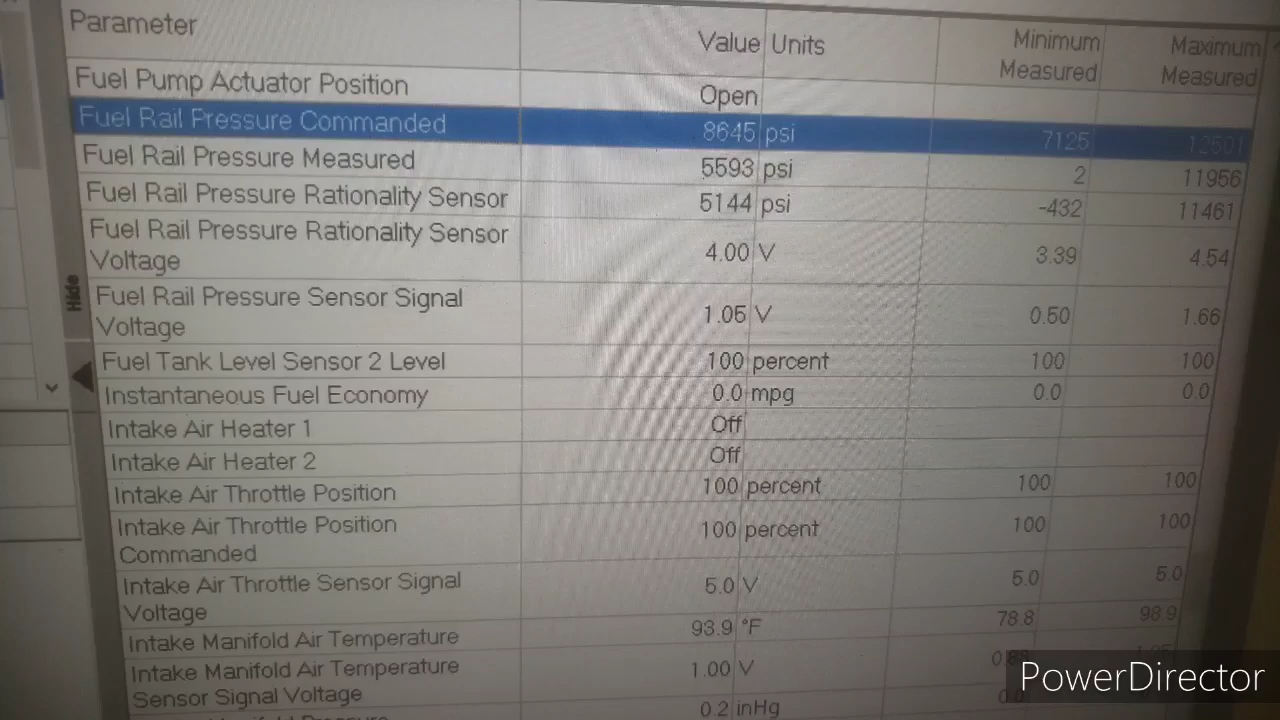 Parameter Value Units Minimum Measured Maximum Measured
Fuel Pump Actuator Position Open
Fuel Rail Pressure Commanded 8645 psi 7125 12501
Fuel Rail Pressure Measured 5593 psi 2 11956
Fuel Rail Pressure Rationality Sensor 5144 psi -432 11461
Fuel Rail Pressure Rationality Sensor Voltage 4.00 V 3.39 4.54
Fuel Rail Pressure Sensor Signal Voltage 1.05 V 0.50 1.66
Fuel Tank Level Sensor 2 Level 100 percent 100 100
Instantaneous Fuel Economy 0.0 mpg 0.0 0.0
Intake Air Heater 1 Off
Intake Air Heater 2 Off
Intake Air Throttle Position 100 percent 100 100
Intake Air Throttle Position Commanded 100 percent 100 100
Intake Air Throttle Sensor Signal Voltage 5.0 V 5.0 5.0
Intake Manifold Air Temperature 93.9 °F 78.8 98.9
Intake Manifold Air Temperature Sensor Signal Voltage 1.00 V
0.2 inHg
Hide
PowerDirector